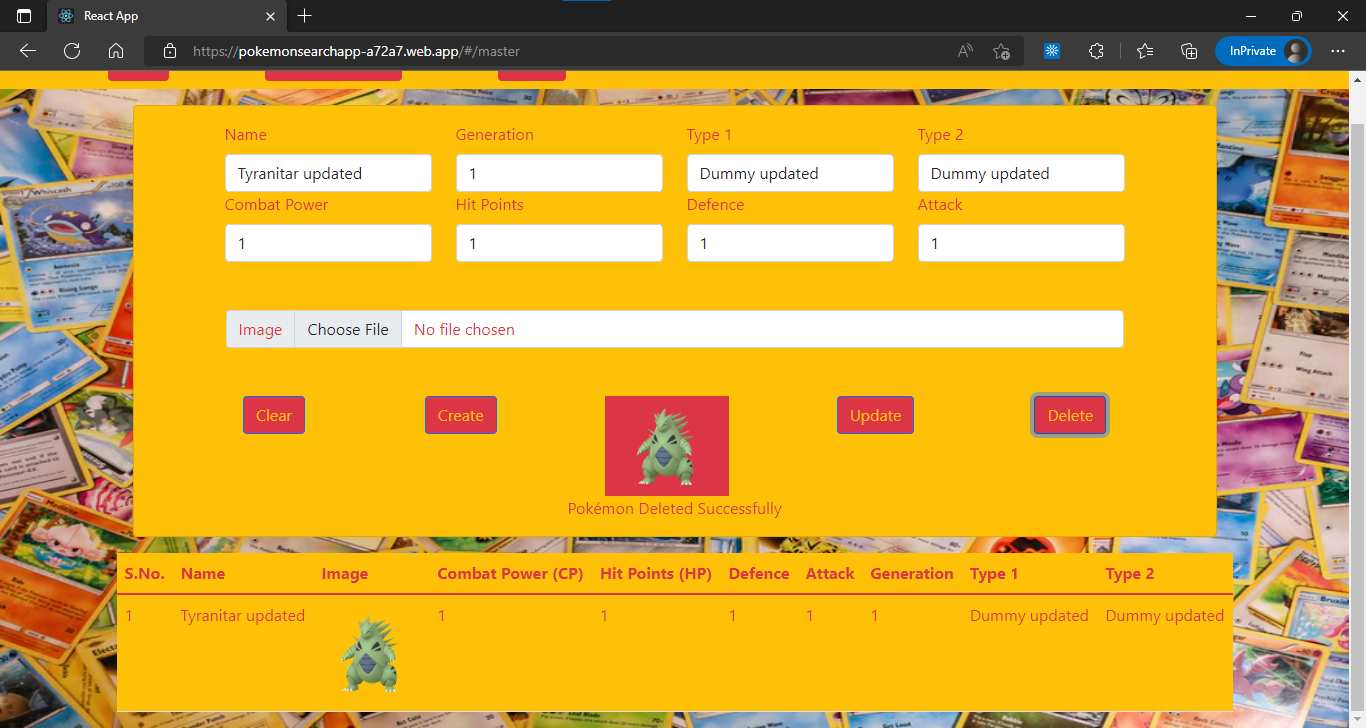 React App
https://pokemonsearchapp-a72a7.web.app/#/master
InPrivate
Name Generation Type 1 Type 2
Tyranitar updated 1 Dummy updated Dummy updated
Combat Power Hit Points Defence Attack
1 1 1 1
Image Choose File No file chosen
Clear Create Update Delete
Pokémon Deleted Successfully
S.No. Name Image Combat Power (CP) Hit Points (HP) Defence Attack Generation Type 1 Type 2
1 Tyranitar updated 1 1 1 1 1 Dummy updated Dummy updated
Whiscash